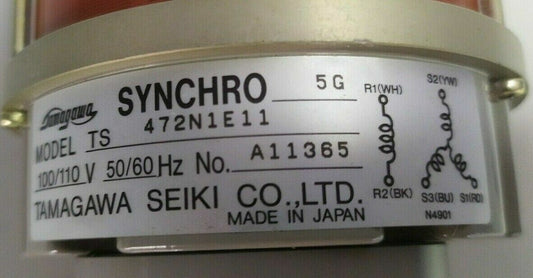 Tamagawa SYNCHRO 5G
MODEL TS 472N1E11
100/110 V 50/60 Hz No. A11365
TAMAGAWA SEIKI CO.,LTD.
MADE IN JAPAN
R1(WH)
R2(BK)
S2(YW)
S3(BU) S1(RD)
N4901